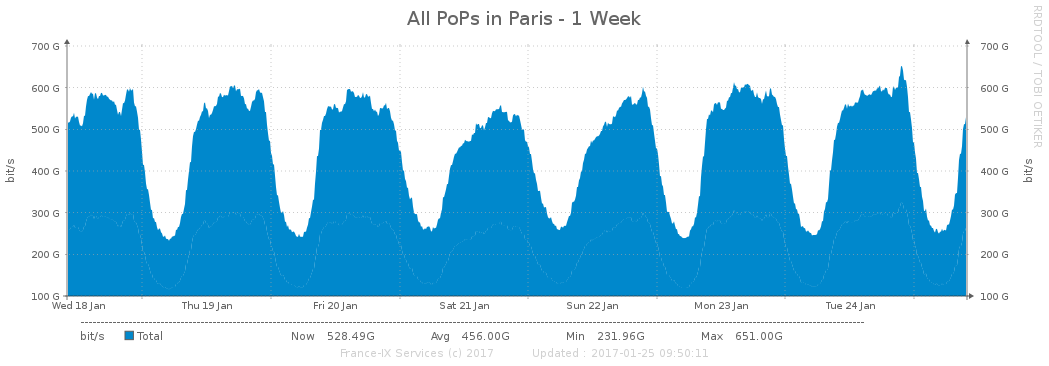 All PoPs in Paris - 1 Week
RRDTOOL / TOBI OETIKER
bit/s
700 G
600 G
500 G
400 G
300 G
200 G
100 G
700 G
600 G
500 G
400 G
300 G
200 G
100 G
bit/s
Wed 18 Jan Thu 19 Jan Fri 20 Jan Sat 21 Jan Sun 22 Jan Mon 23 Jan Tue 24 Jan
bit/s Total Now 528.49G Avg 456.00G Min 231.96G Max 651.00G
France-IX Services (c) 2017 Updated : 2017-01-25 09:50:11